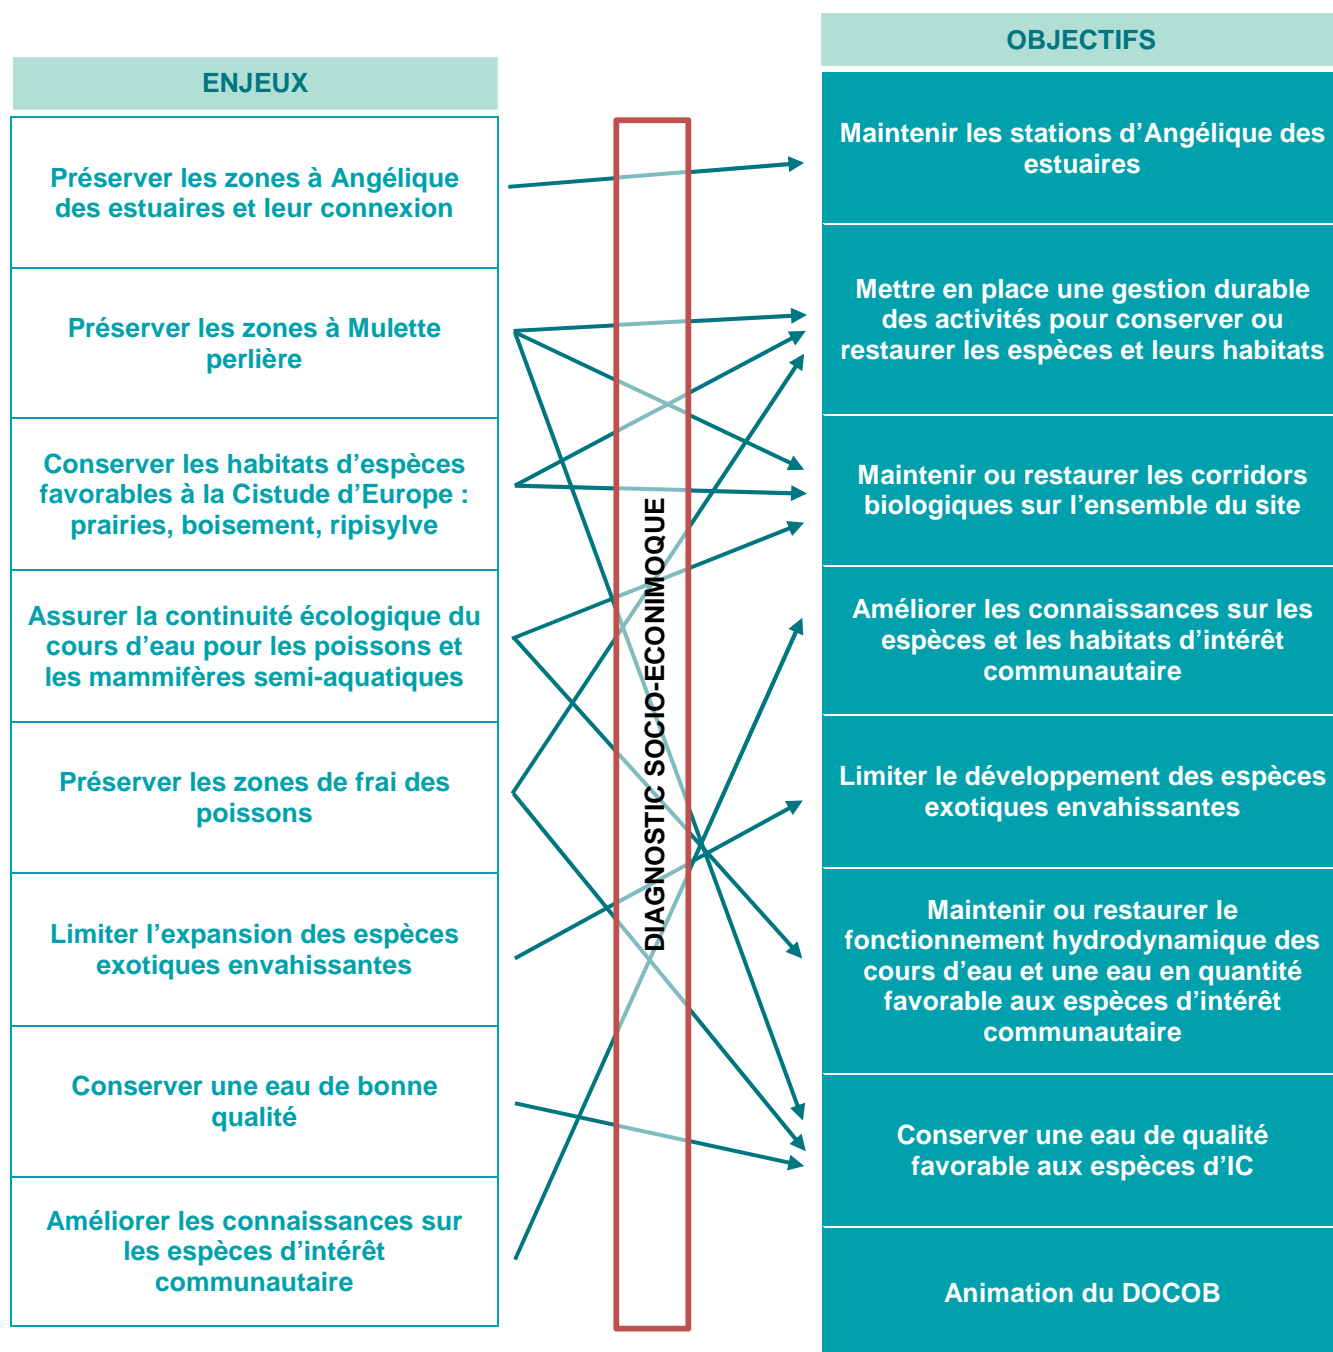 ENJEUX
Préserver les zones à Angélique
des estuaires et leur connexion
Préserver les zones à Mulette
perlière
Conserver les habitats d’espèces
favorables à la Cistude d’Europe :
prairies, boisement, ripisylve
Assurer la continuité écologique du
cours d’eau pour les poissons et
les mammifères semi-aquatiques
Préserver les zones de frai des
poissons
Limiter l’expansion des espèces
exotiques envahissantes
Conserver une eau de bonne
qualité
Améliorer les connaissances sur
les espèces d’intérêt
communautaire
DIAGNOSTIC SOCIO-ECONIMOQUE
OBJECTIFS
Maintenir les stations d’Angélique des
estuaires
Mettre en place une gestion durable
des activités pour conserver ou
restaurer les espèces et leurs habitats
Maintenir ou restaurer les corridors
biologiques sur l’ensemble du site
Améliorer les connaissances sur les
espèces et les habitats d’intérêt
communautaire
Limiter le développement des espèces
exotiques envahissantes
Maintenir ou restaurer le
fonctionnement hydrodynamique des
cours d’eau et une eau en quantité
favorable aux espèces d’intérêt
communautaire
Conserver une eau de qualité
favorable aux espèces d’IC
Animation du DOCOB